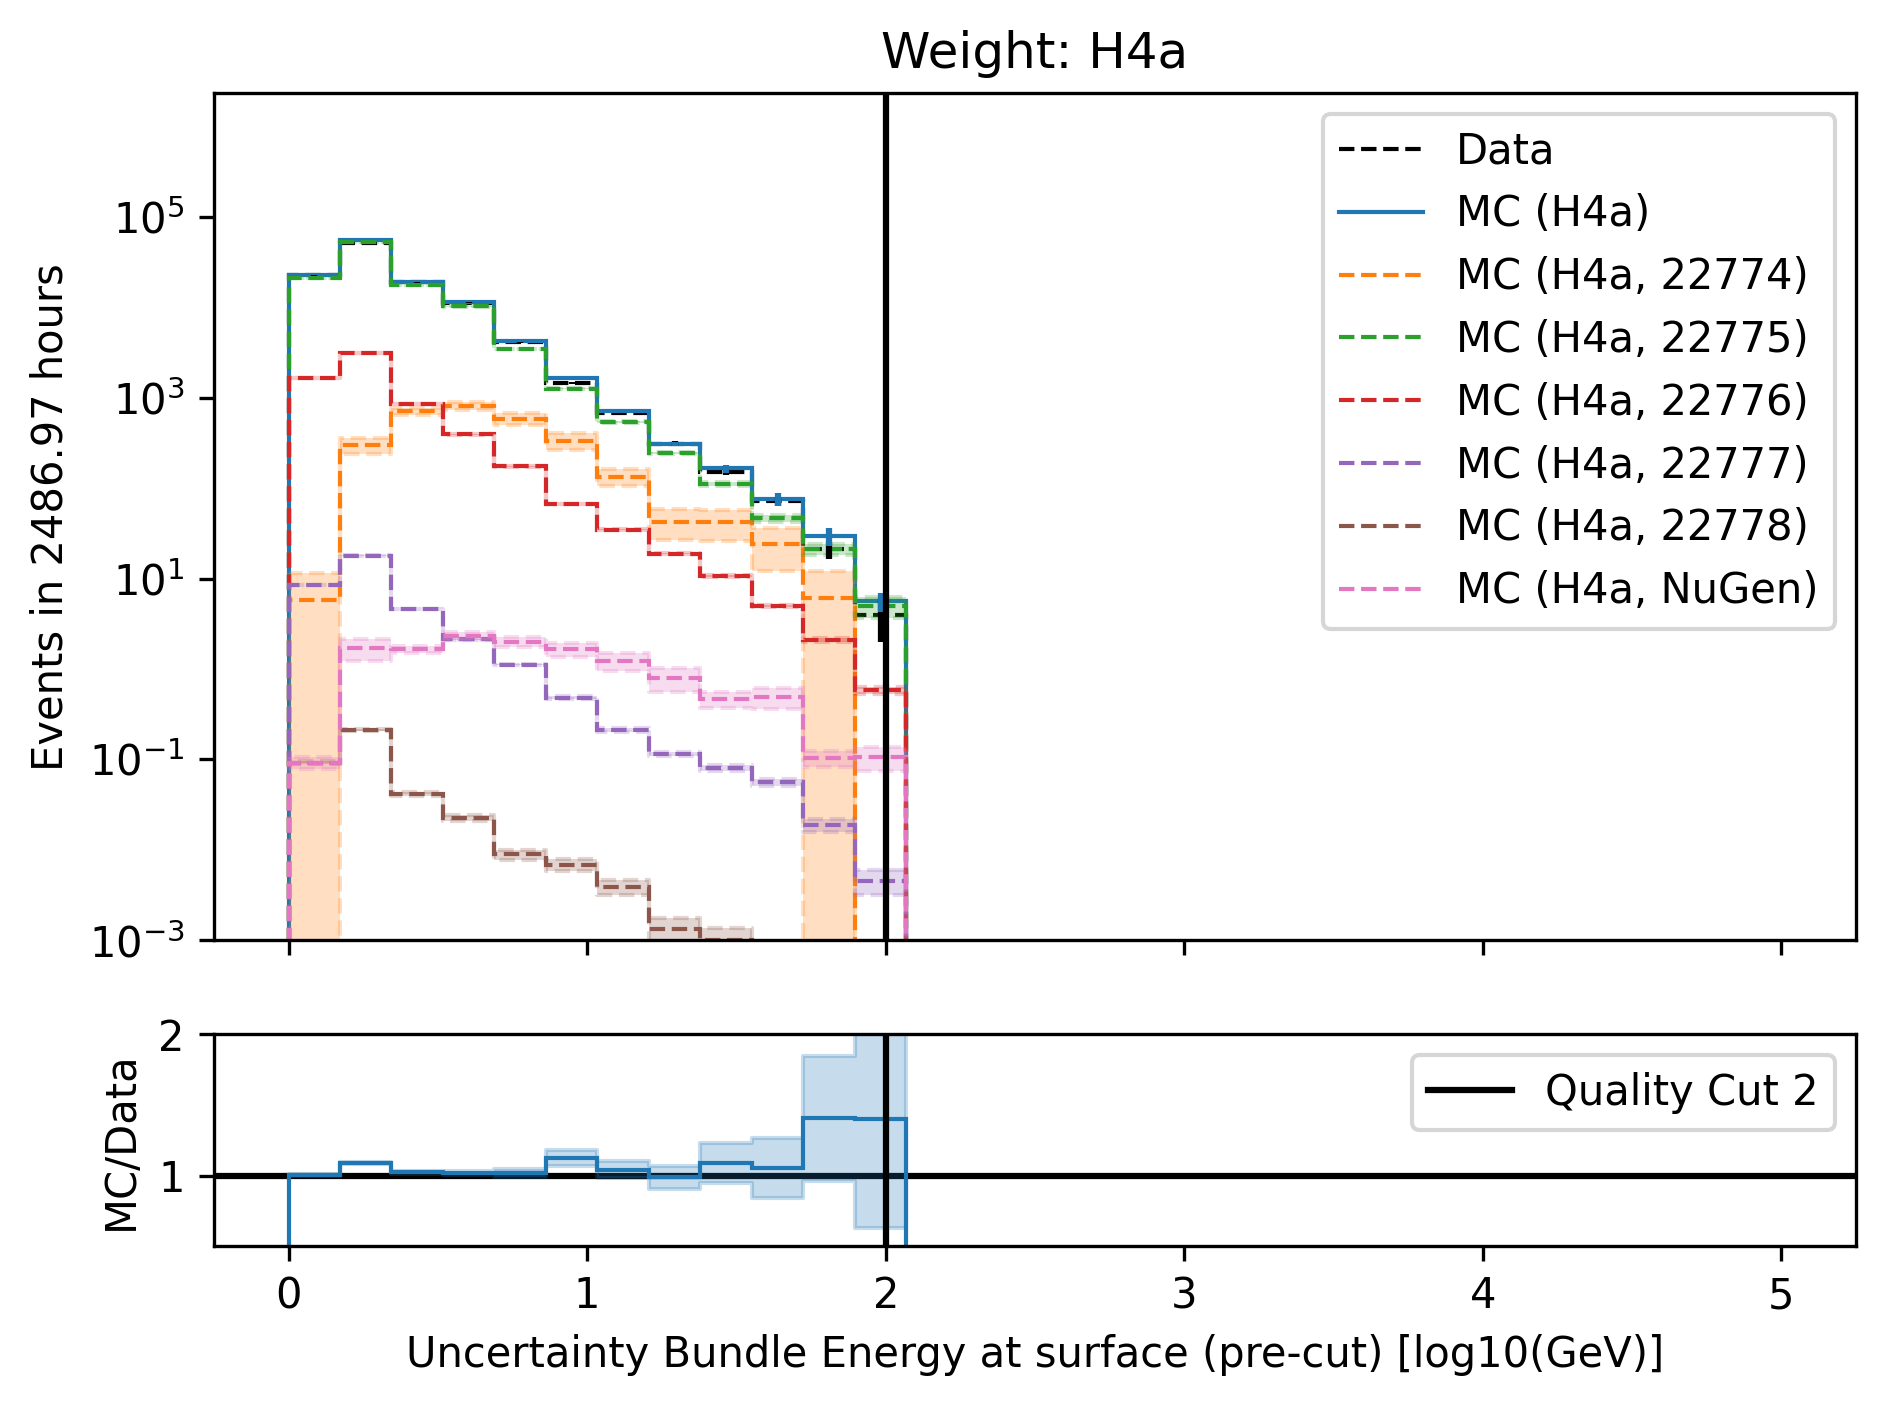 Weight: H4a
Events in 2486.97 hours
10^5
10^3
10^1
10^−1
10^−3
Data
MC (H4a)
MC (H4a, 22774)
MC (H4a, 22775)
MC (H4a, 22776)
MC (H4a, 22777)
MC (H4a, 22778)
MC (H4a, NuGen)
MC/Data
2
1
Quality Cut 2
0 1 2 3 4 5
Uncertainty Bundle Energy at surface (pre-cut) [log10(GeV)]